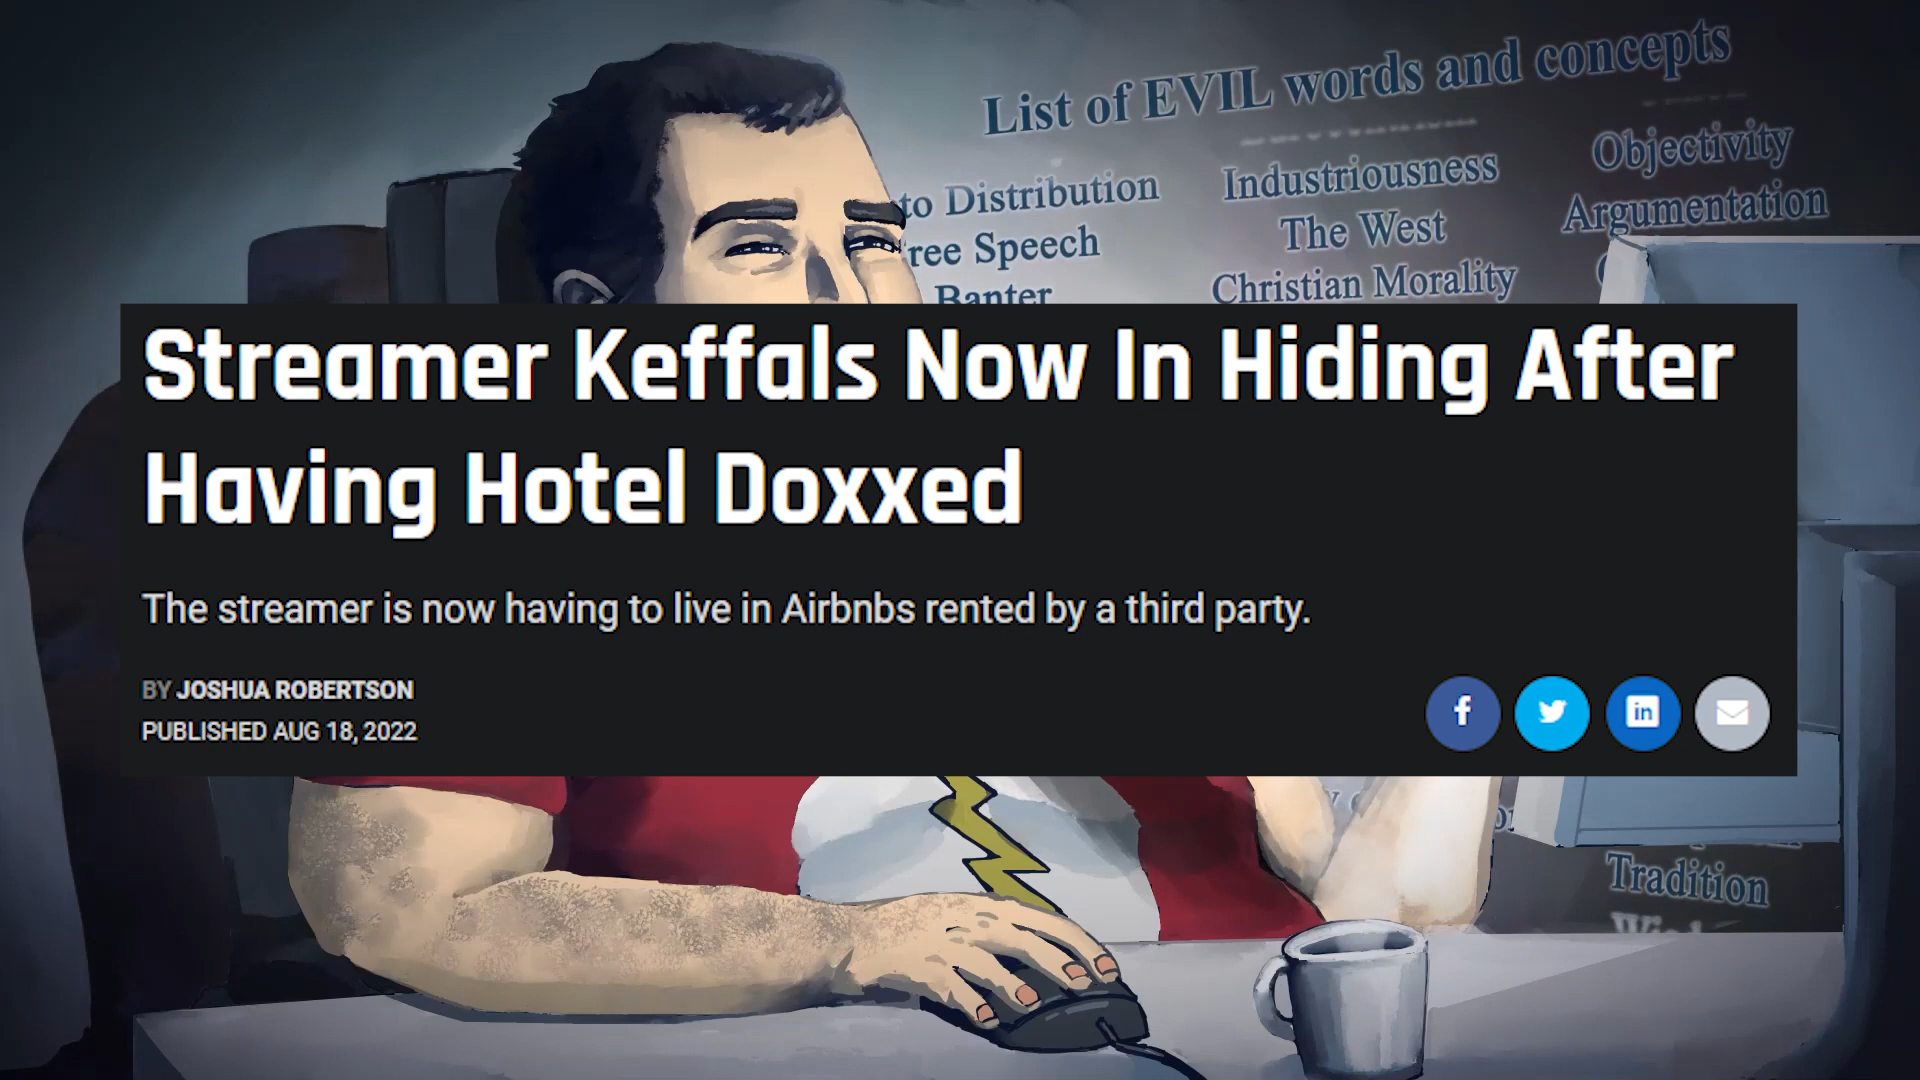 List of EVIL words and concepts
to Distribution
Industriousness
Objectivity
ree Speech
The West
Argumentation
Banter
Christian Morality
Streamer Keffals Now In Hiding After
Having Hotel Doxxed
The streamer is now having to live in Airbnbs rented by a third party.
BY JOSHUA ROBERTSON
PUBLISHED AUG 18, 2022
f
in
Tradition